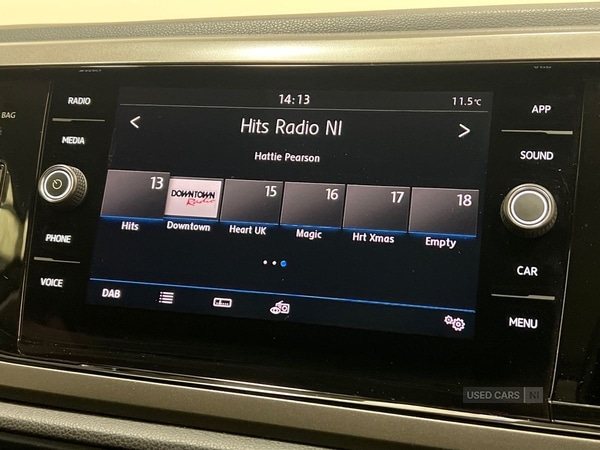 14:13
11.5°C
Hits Radio NI
Hattie Pearson
13
DOWNTOWN Radio
15
16
17
18
Hits
Downtown
Heart UK
Magic
Hrt Xmas
Empty
DAB
BAG
RADIO
MEDIA
PHONE
VOICE
APP
SOUND
CAR
MENU
USED CARS NI